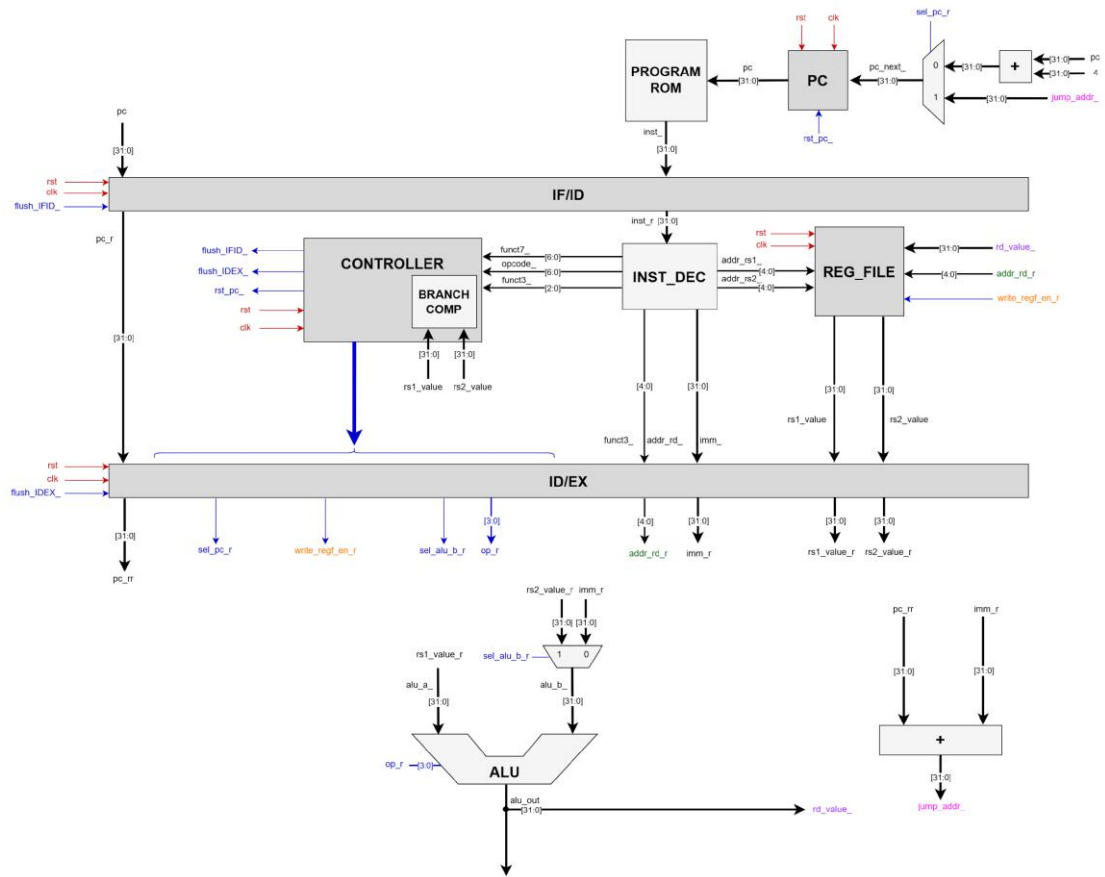 sel_pc_r
rst clk
PROGRAM
ROM
pc
[31:0]
PC
pc_next_
[31:0]
0
1
[31:0]
+
[31:0] pc
[31:0] 4
[31:0] jump_addr_
rst_pc_
inst_
[31:0]
pc
[31:0]
rst
clk
flush_IFID_
IF/ID
pc_r
[31:0]
inst_r [31:0]
flush_IFID_
flush_IDEX_
rst_pc_
rst
clk
CONTROLLER
BRANCH
COMP
[31:0] [31:0]
rs1_value rs2_value
funct7_ [6:0]
opcode_ [6:0]
funct3_ [2:0]
INST_DEC
addr_rs1_
[4:0]
addr_rs2_
[4:0]
rst
clk
REG_FILE
[31:0] rd_value_
[4:0] addr_rd_r
write_regf_en_r
[4:0] [31:0]
funct3_ addr_rd_ imm_
[31:0] [31:0]
rs1_value rs2_value
rst
clk
flush_IDEX_
ID/EX
[31:0]
pc_rr
sel_pc_r
write_regf_en_r
sel_alu_b_r
[3:0]
op_r
[4:0]
addr_rd_r
[31:0]
imm_r
[31:0]
rs1_value_r
[31:0]
rs2_value_r
rs2_value_r imm_r
[31:0] [31:0]
sel_alu_b_r
1 0
rs1_value_r
alu_a_
[31:0]
alu_b_
[31:0]
op_r [3:0]
ALU
alu_out
[31:0]
rd_value_
pc_rr imm_r
[31:0] [31:0]
+
[31:0]
jump_addr_